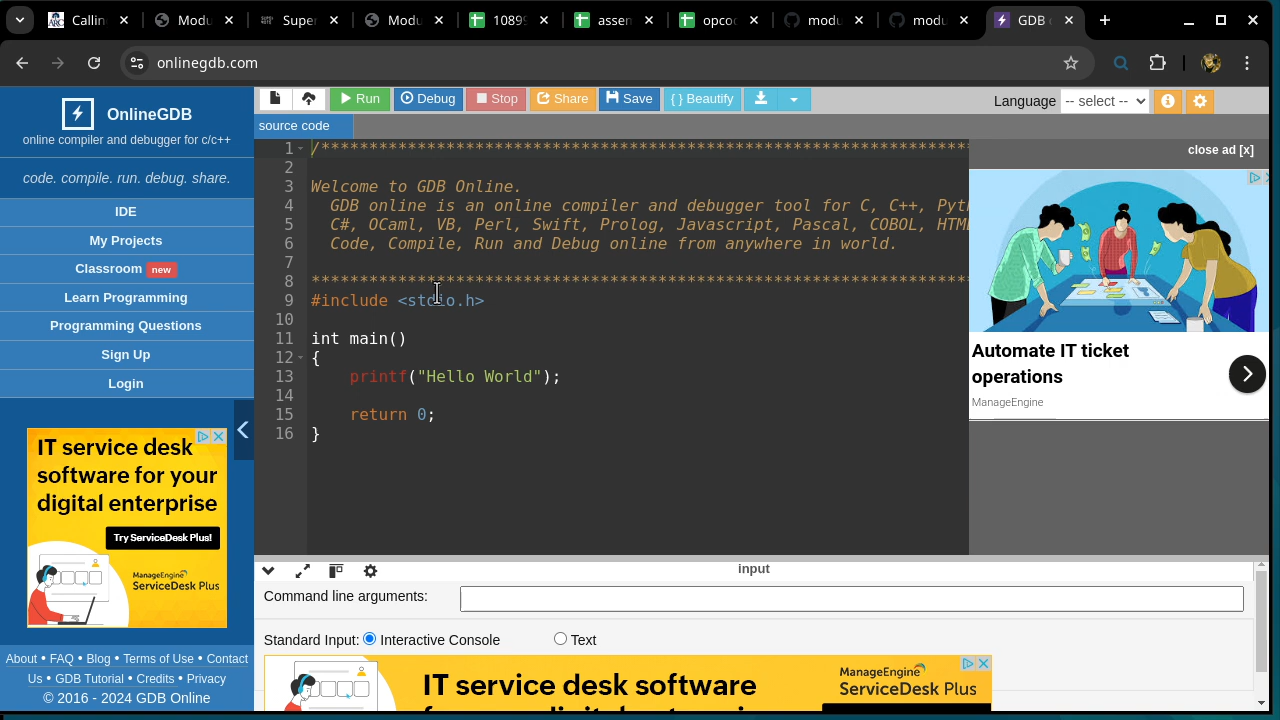 Callin
Modu
Super
Modu
10899
assen
opcod
modu
modu
GDB
onlinegdb.com
OnlineGDB
online compiler and debugger for c/c++
code. compile. run. debug. share.
IDE
My Projects
Classroom new
Learn Programming
Programming Questions
Sign Up
Login
IT service desk
software for your
digital enterprise
Try ServiceDesk Plus!
ManageEngine
ServiceDesk Plus
About • FAQ • Blog • Terms of Use • Contact
Us • GDB Tutorial • Credits • Privacy
© 2016 - 2024 GDB Online
Run Debug Stop Share Save { } Beautify
Language -- select --
source code
1 /********************************************************************
2
3 Welcome to GDB Online.
4 GDB online is an online compiler and debugger tool for C, C++, Pyth
5 C#, OCaml, VB, Perl, Swift, Prolog, Javascript, Pascal, COBOL, HTML
6 Code, Compile, Run and Debug online from anywhere in world.
7
8 *********************************************************************
9 #include <stdio.h>
10
11 int main()
12 {
13 printf("Hello World");
14
15 return 0;
16 }
close ad [x]
Automate IT ticket
operations
ManageEngine
input
Command line arguments:
Standard Input: Interactive Console Text
IT service desk software
ManageEngine
ServiceDesk Plus